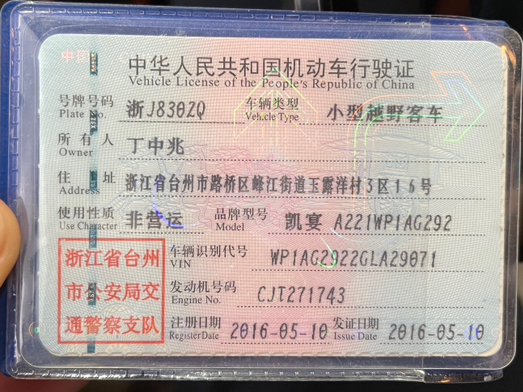 中华人民共和国机动车行驶证
Vehicle License of the People's Republic of China
号牌号码 浙J830ZQ 车辆类型 小型越野客车
Plate No. Vehicle Type
所有人 丁中兆
Owner
住址 浙江省台州市路桥区峰江街道玉露洋村3区16号
Address
使用性质 非营运 品牌型号 凯宴 A221WP1AG292
Use Character Model
浙江省台州
市公安局交
通警察支队
车辆识别代号 WP1AG2922GLA29071
VIN
发动机号码 CJT271743
Engine No.
注册日期 2016-05-10 发证日期 2016-05-10
Register Date Issue Date